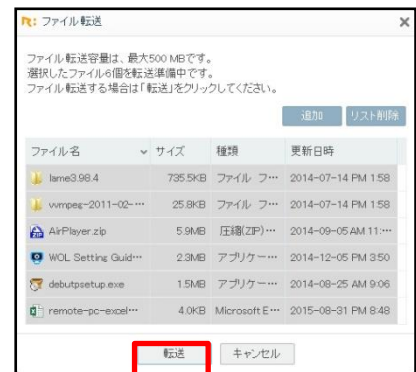 R: ファイル転送
ファイル転送容量は、最大500 MBです。
選択したファイル6個を転送準備中です。
ファイル転送する場合は「転送」をクリックしてください。
追加 リスト削除
ファイル名 サイズ 種類 更新日時
lame3.98.4 735.5KB ファイル フ… 2014-07-14 PM 1:58
wmpeg-2011-02-… 25.8KB ファイル フ… 2014-07-14 PM 1:58
AirPlayer.zip 5.9MB 圧縮(ZIP)… 2014-09-05 AM 11:…
WOL Setting Guid… 2.3MB アプリケー… 2014-12-05 PM 3:50
debutpsetup.exe 1.5MB アプリケー… 2014-08-25 AM 9:06
remote-pc-excel… 4.0KB Microsoft E… 2015-08-31 PM 8:48
転送 キャンセル